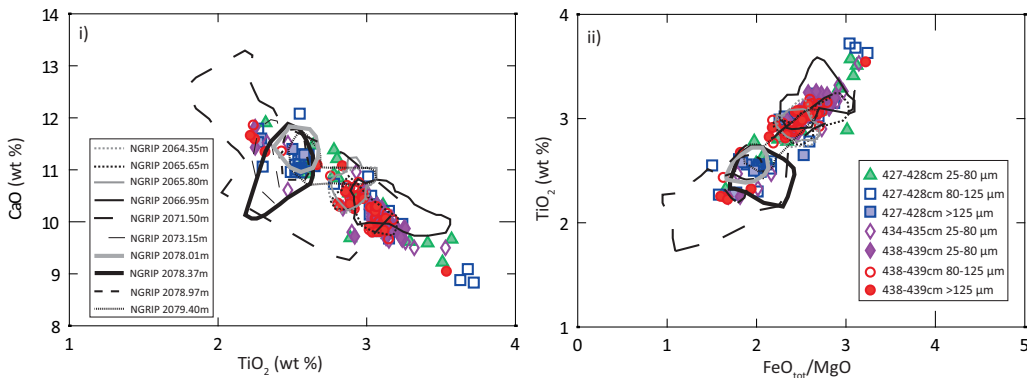 i)
14
13
12
11
10
9
8
CaO (wt %)
NGRIP 2064.35m
NGRIP 2065.65m
NGRIP 2065.80m
NGRIP 2066.95m
NGRIP 2071.50m
NGRIP 2073.15m
NGRIP 2078.01m
NGRIP 2078.37m
NGRIP 2078.97m
NGRIP 2079.40m
1 2 3 4
TiO2 (wt %)
ii)
4
3
2
1
TiO2 (wt %)
427-428cm 25-80 µm
427-428cm 80-125 µm
427-428cm >125 µm
434-435cm 25-80 µm
438-439cm 25-80 µm
438-439cm 80-125 µm
438-439cm >125 µm
1 2 3 4 5
FeOtot/MgO